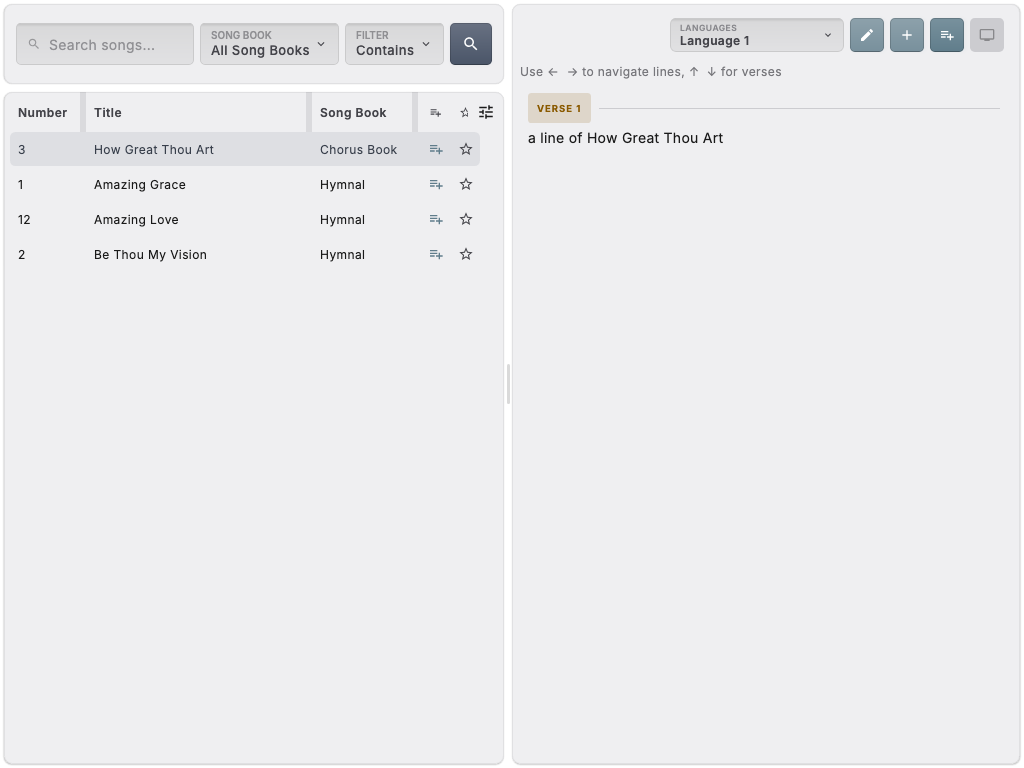 Search songs...
SONG BOOK
All Song Books
FILTER
Contains
Number Title Song Book
3 How Great Thou Art Chorus Book
1 Amazing Grace Hymnal
12 Amazing Love Hymnal
2 Be Thou My Vision Hymnal
LANGUAGES
Language 1
Use ← → to navigate lines, ↑ ↓ for verses
VERSE 1
a line of How Great Thou Art